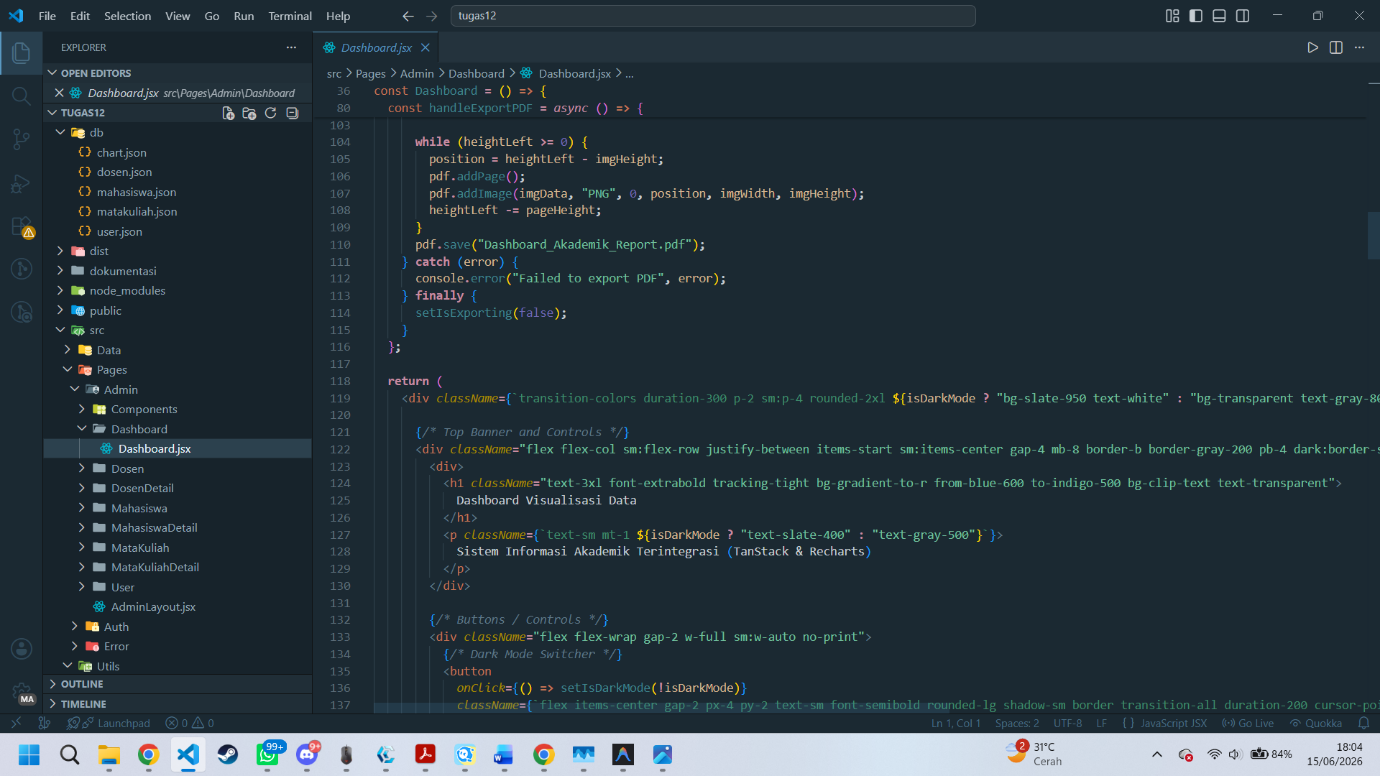 File Edit Selection View Go Run Terminal Help
tugas12
EXPLORER
OPEN EDITORS
Dashboard.jsx src\Pages\Admin\Dashboard
TUGAS12
db
chart.json
dosen.json
mahasiswa.json
matakuliah.json
user.json
dist
dokumentasi
node_modules
public
src
Data
Pages
Admin
Components
Dashboard
Dashboard.jsx
Dosen
DosenDetail
Mahasiswa
MahasiswaDetail
MataKuliah
MataKuliahDetail
User
AdminLayout.jsx
Auth
Error
Utils
OUTLINE
TIMELINE
MA
Dashboard.jsx
src > Pages > Admin > Dashboard > Dashboard.jsx > ...
36 const Dashboard = () => {
80 const handleExportPDF = async () => {
103
104 while (heightLeft >= 0) {
105 position = heightLeft - imgHeight;
106 pdf.addPage();
107 pdf.addImage(imgData, "PNG", 0, position, imgWidth, imgHeight);
108 heightLeft -= pageHeight;
109 }
110 pdf.save("Dashboard_Akademik_Report.pdf");
111 } catch (error) {
112 console.error("Failed to export PDF", error);
113 } finally {
114 setIsExporting(false);
115 }
116 };
117
118 return (
119 <div className={`transition-colors duration-300 p-2 sm:p-4 rounded-2xl ${isDarkMode ? "bg-slate-950 text-white" : "bg-transparent text-gray-80
120
121 {/* Top Banner and Controls */}
122 <div className="flex flex-col sm:flex-row justify-between items-start sm:items-center gap-4 mb-8 border-b border-gray-200 pb-4 dark:border-s
123 <div>
124 <h1 className="text-3xl font-extrabold tracking-tight bg-gradient-to-r from-blue-600 to-indigo-500 bg-clip-text text-transparent">
125 Dashboard Visualisasi Data
126 </h1>
127 <p className={`text-sm mt-1 ${isDarkMode ? "text-slate-400" : "text-gray-500"}`}>
128 Sistem Informasi Akademik Terintegrasi (TanStack & Recharts)
129 </p>
130 </div>
131
132 {/* Buttons / Controls */}
133 <div className="flex flex-wrap gap-2 w-full sm:w-auto no-print">
134 {/* Dark Mode Switcher */}
135 <button
136 onClick={() => setIsDarkMode(!isDarkMode)}
137 className={`flex items-center gap-2 px-4 py-2 text-sm font-semibold rounded-lg shadow-sm border transition-all duration-200 cursor-poi
Launchpad 0 0
Ln 1, Col 1 Spaces: 2 UTF-8 LF { } JavaScript JSX Go Live Quokka
99+
9+
2
31°C
Cerah
84%
18:04
15/06/2026